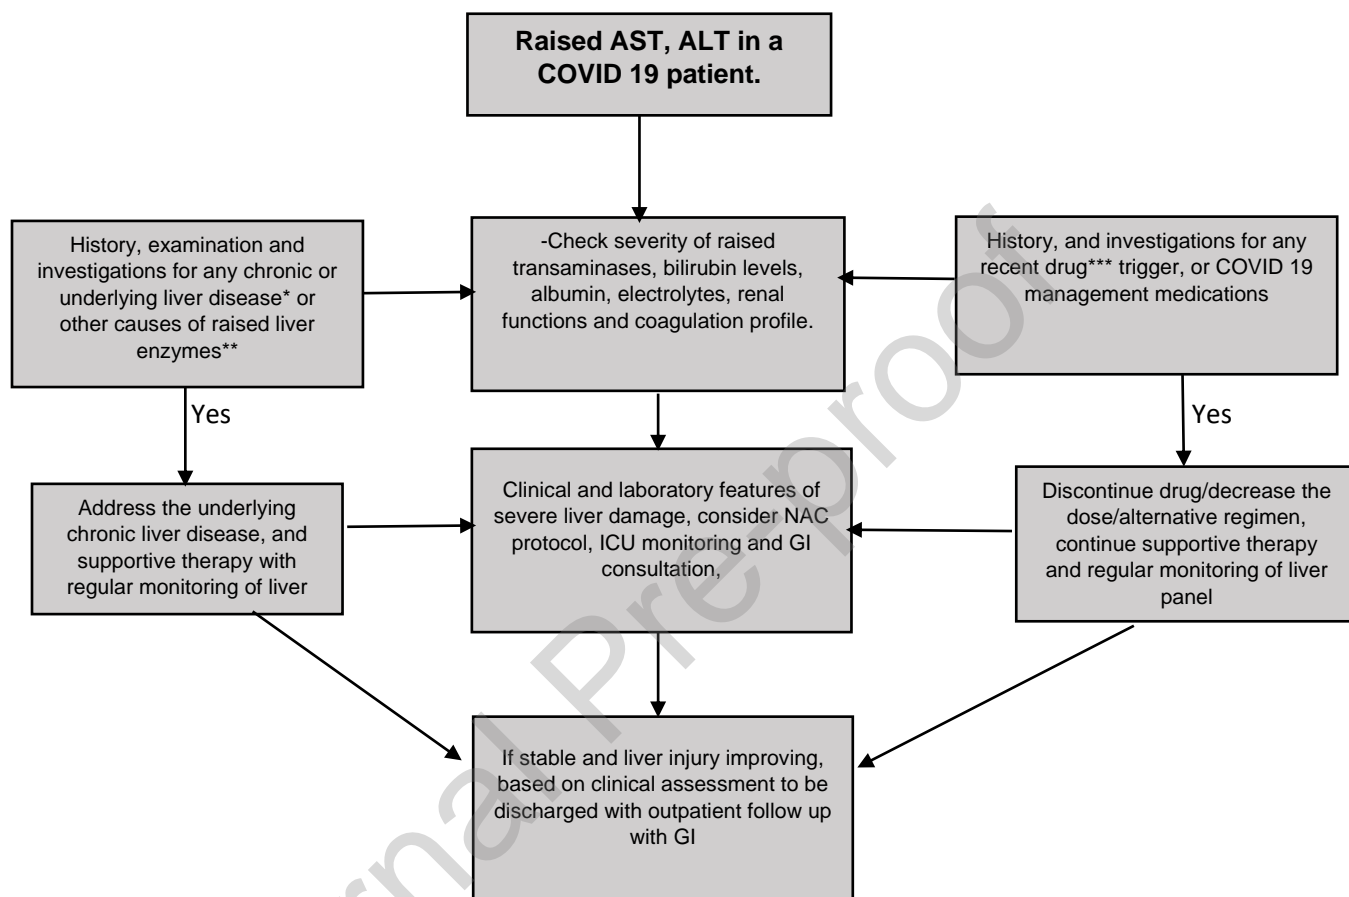 Raised AST, ALT in a
COVID 19 patient.
History, examination and
investigations for any chronic or
underlying liver disease* or
other causes of raised liver
enzymes**
-Check severity of raised
transaminases, bilirubin levels,
albumin, electrolytes, renal
functions and coagulation profile.
History, and investigations for any
recent drug*** trigger, or COVID 19
management medications
Yes
Yes
Address the underlying
chronic liver disease, and
supportive therapy with
regular monitoring of liver
Clinical and laboratory features of
severe liver damage, consider NAC
protocol, ICU monitoring and GI
consultation,
Discontinue drug/decrease the
dose/alternative regimen,
continue supportive therapy
and regular monitoring of liver
panel
If stable and liver injury improving,
based on clinical assessment to be
discharged with outpatient follow up
with GI
rnal Pre-proof